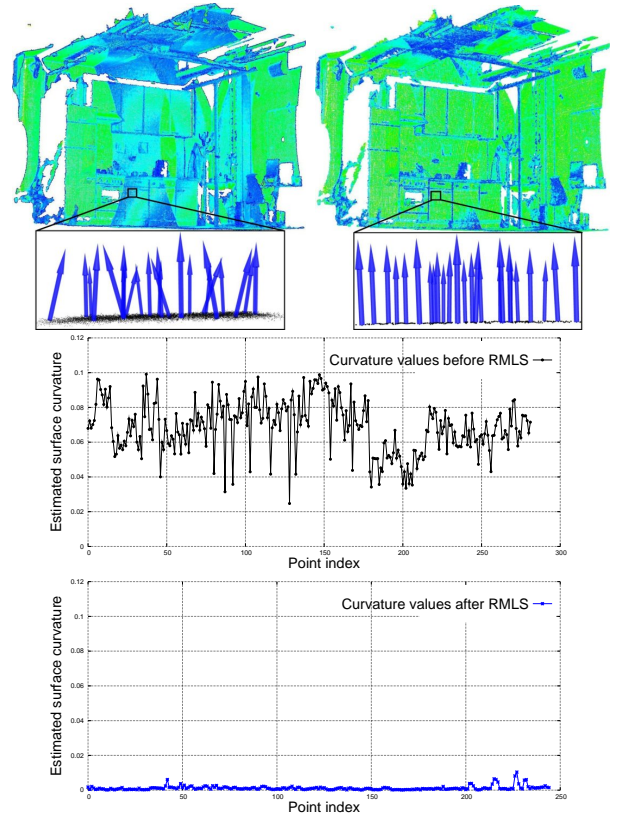 0.12
Curvature values before RMLS
0.1
0.08
0.06
0.04
0.02
0
Estimated surface curvature
0 50 100 150 200 250 300
Point index
0.12
Curvature values after RMLS
0.1
0.08
0.06
0.04
0.02
0
Estimated surface curvature
0 50 100 150 200 250
Point index